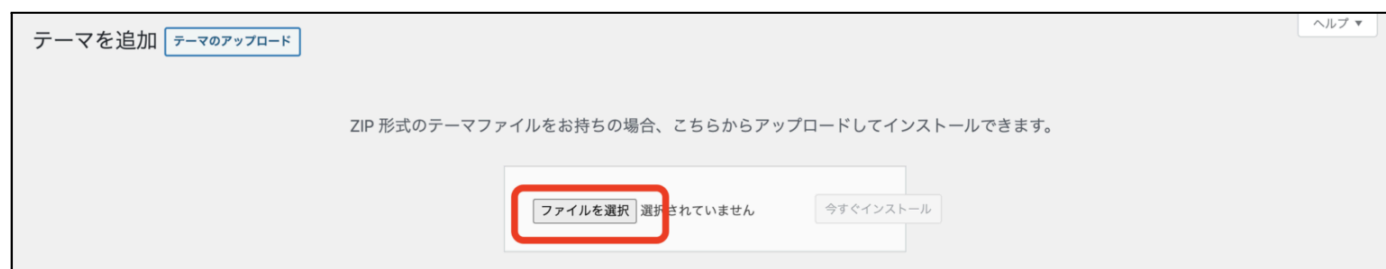 ヘルプ ▼
テーマを追加 テーマのアップロード
ZIP 形式のテーマファイルをお持ちの場合、こちらからアップロードしてインストールできます。
ファイルを選択 選択されていません 今すぐインストール